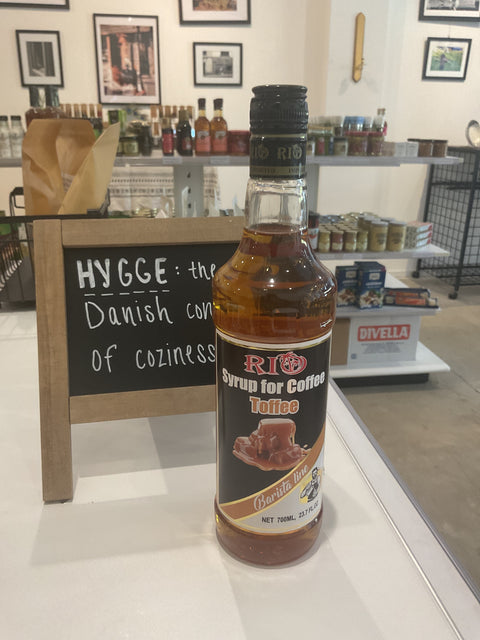 RIO
HYGGE: the
Danish con
of coziness
RIO
Syrup for Coffee
Toffee
Barista line
NET 700ML, 23.7 FL
DIVELLA